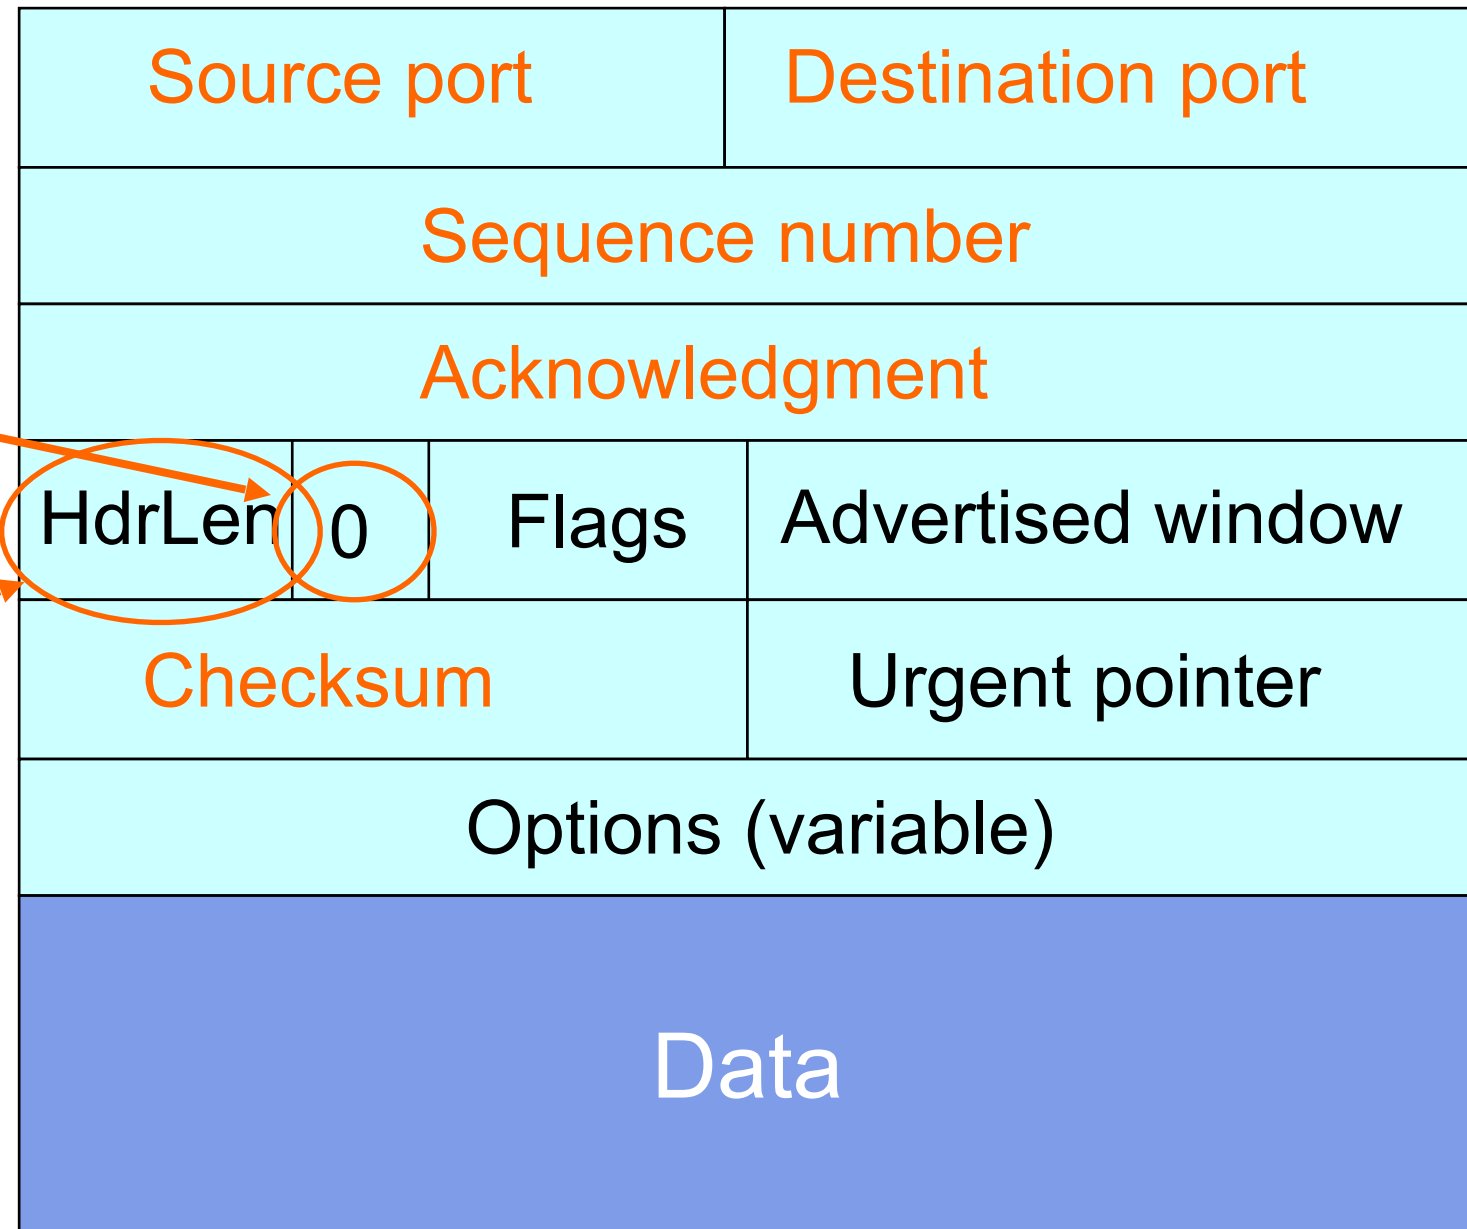 Source port Destination port
Sequence number
Acknowledgment
HdrLen 0 Flags Advertised window
Checksum Urgent pointer
Options (variable)
Data